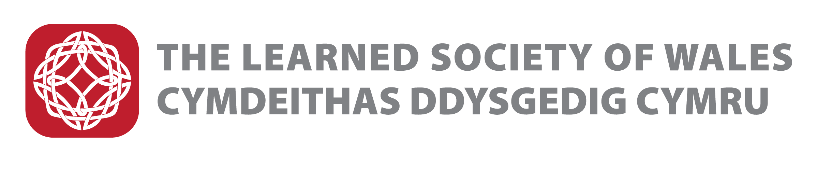 THE LEARNED SOCIETY OF WALES
CYMDEITHAS DDYSGEDIG CYMRU